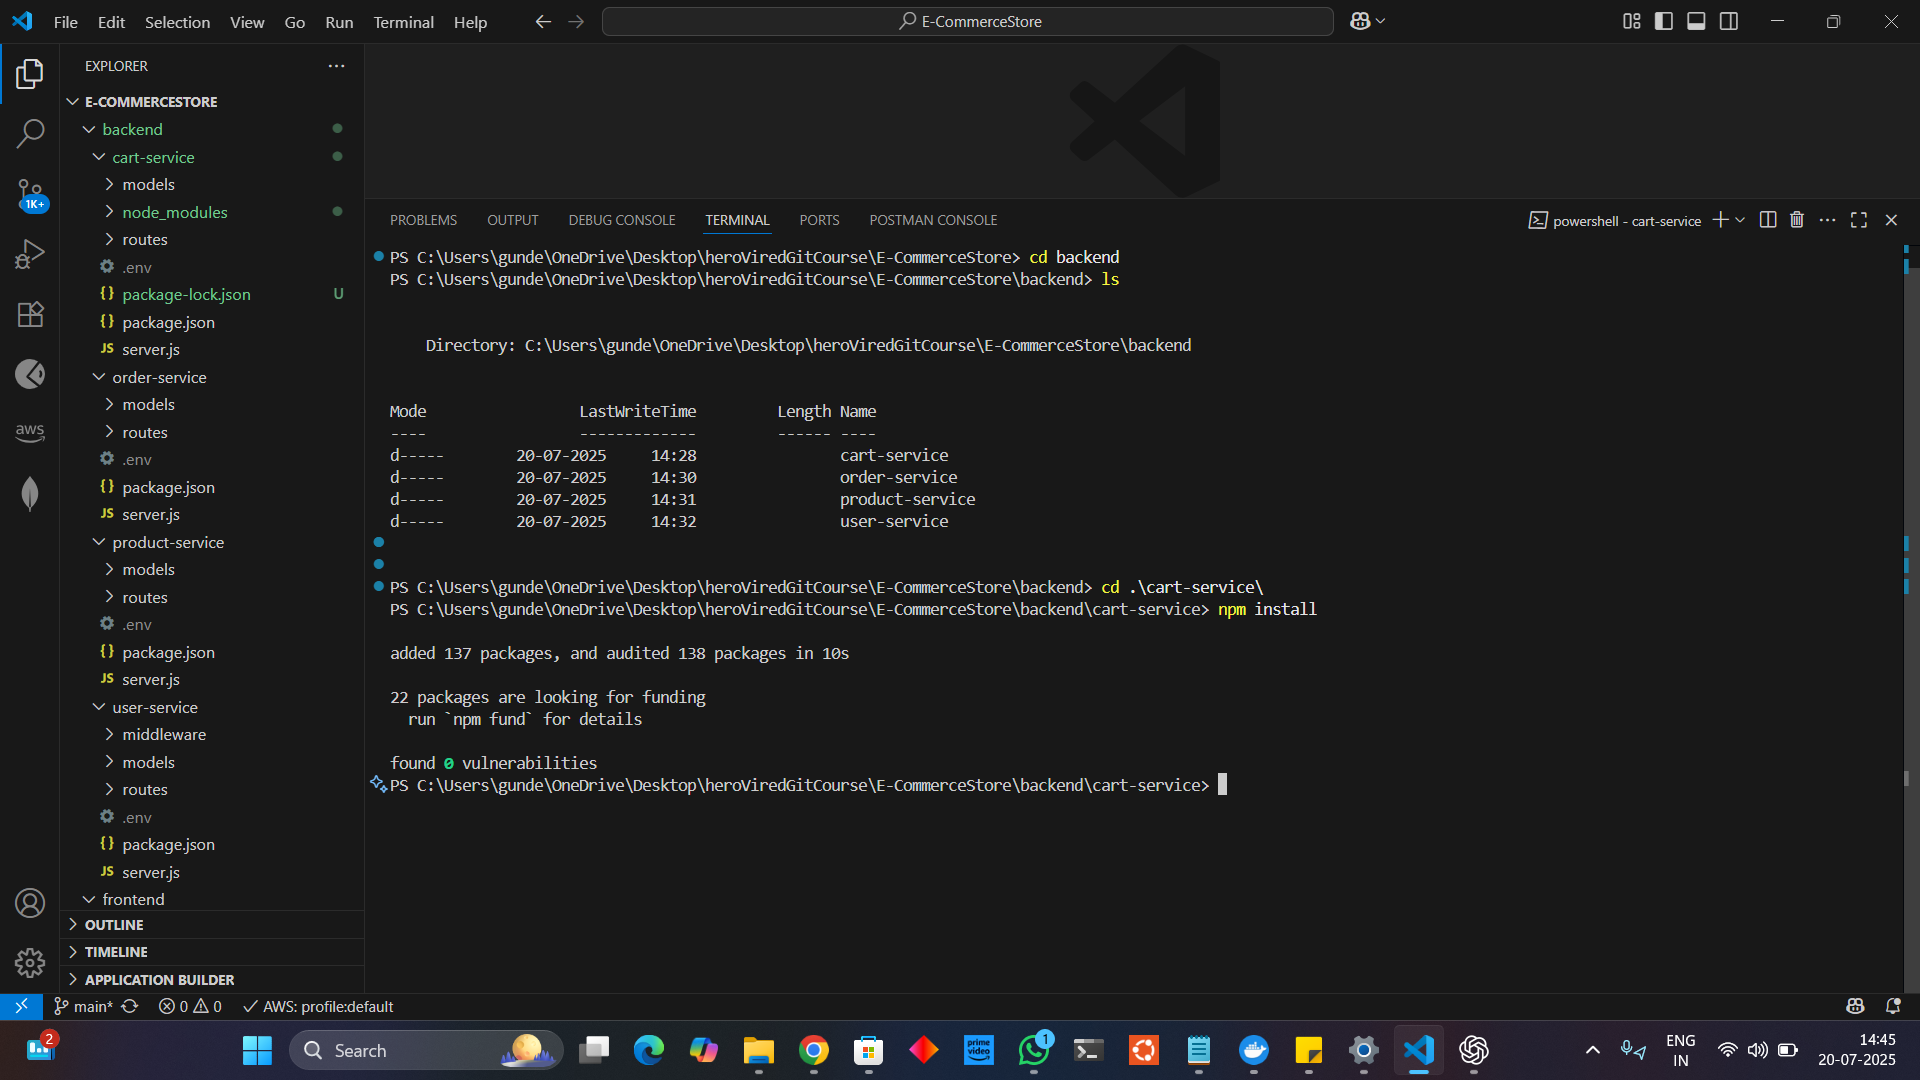 File Edit Selection View Go Run Terminal Help
E-CommerceStore
EXPLORER
E-COMMERCESTORE
backend
cart-service
models
node_modules
routes
.env
package-lock.json U
package.json
server.js
order-service
models
routes
.env
package.json
server.js
product-service
models
routes
.env
package.json
server.js
user-service
middleware
models
routes
.env
package.json
server.js
frontend
OUTLINE
TIMELINE
APPLICATION BUILDER
1K+
aws
PROBLEMS OUTPUT DEBUG CONSOLE TERMINAL PORTS POSTMAN CONSOLE
powershell - cart-service
PS C:\Users\gunde\OneDrive\Desktop\heroViredGitCourse\E-CommerceStore> cd backend
PS C:\Users\gunde\OneDrive\Desktop\heroViredGitCourse\E-CommerceStore\backend> ls
Directory: C:\Users\gunde\OneDrive\Desktop\heroViredGitCourse\E-CommerceStore\backend
Mode LastWriteTime Length Name
---- ------------- ------ ----
d----- 20-07-2025 14:28 cart-service
d----- 20-07-2025 14:30 order-service
d----- 20-07-2025 14:31 product-service
d----- 20-07-2025 14:32 user-service
PS C:\Users\gunde\OneDrive\Desktop\heroViredGitCourse\E-CommerceStore\backend> cd .\cart-service\
PS C:\Users\gunde\OneDrive\Desktop\heroViredGitCourse\E-CommerceStore\backend\cart-service> npm install
added 137 packages, and audited 138 packages in 10s
22 packages are looking for funding
run `npm fund` for details
found 0 vulnerabilities
PS C:\Users\gunde\OneDrive\Desktop\heroViredGitCourse\E-CommerceStore\backend\cart-service>
main* 0 0 AWS: profile:default
2
Search
prime video
1
ENG
IN
14:45
20-07-2025